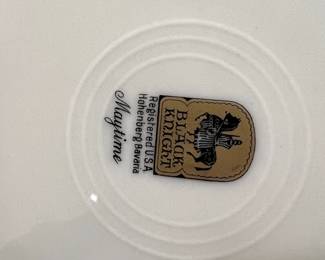 BLACK
KNIGHT
Registered U.S.A.
Hohenberg Bavaria
Maytime